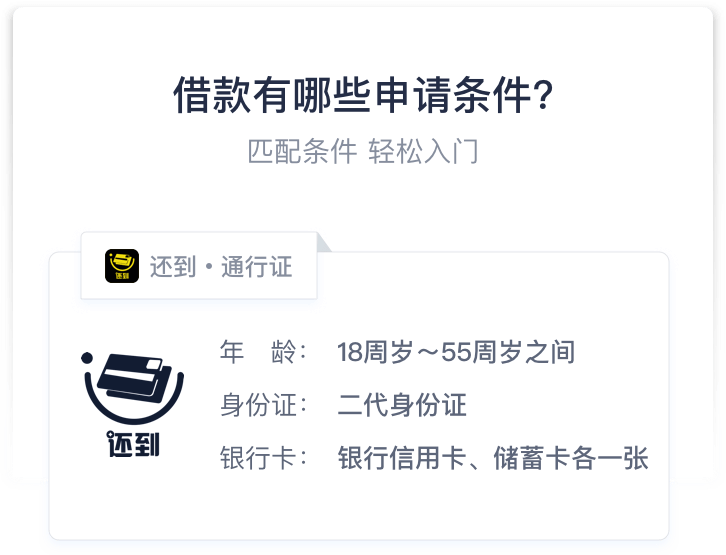 借款有哪些申请条件?
匹配条件 轻松入门
还到
还到·通行证
年 龄: 18周岁～55周岁之间
身份证: 二代身份证
银行卡: 银行信用卡、储蓄卡各一张
还到